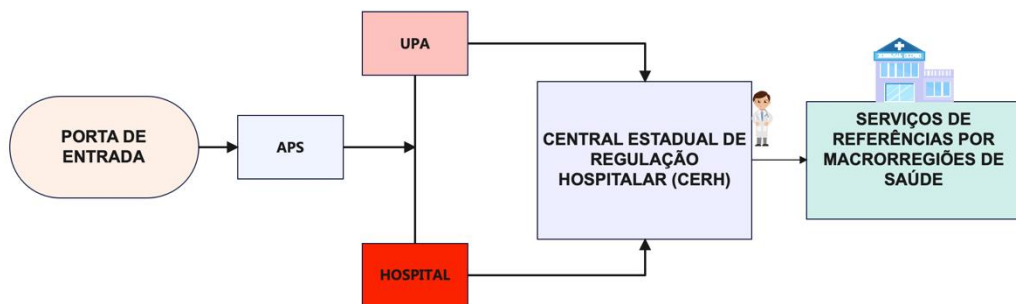 UPA
PORTA DE
ENTRADA
APS
CENTRAL ESTADUAL DE
REGULAÇÃO
HOSPITALAR (CERH)
SERVIÇOS DE
REFERÊNCIAS POR
MACRORREGIÕES DE
SAÚDE
HOSPITAL